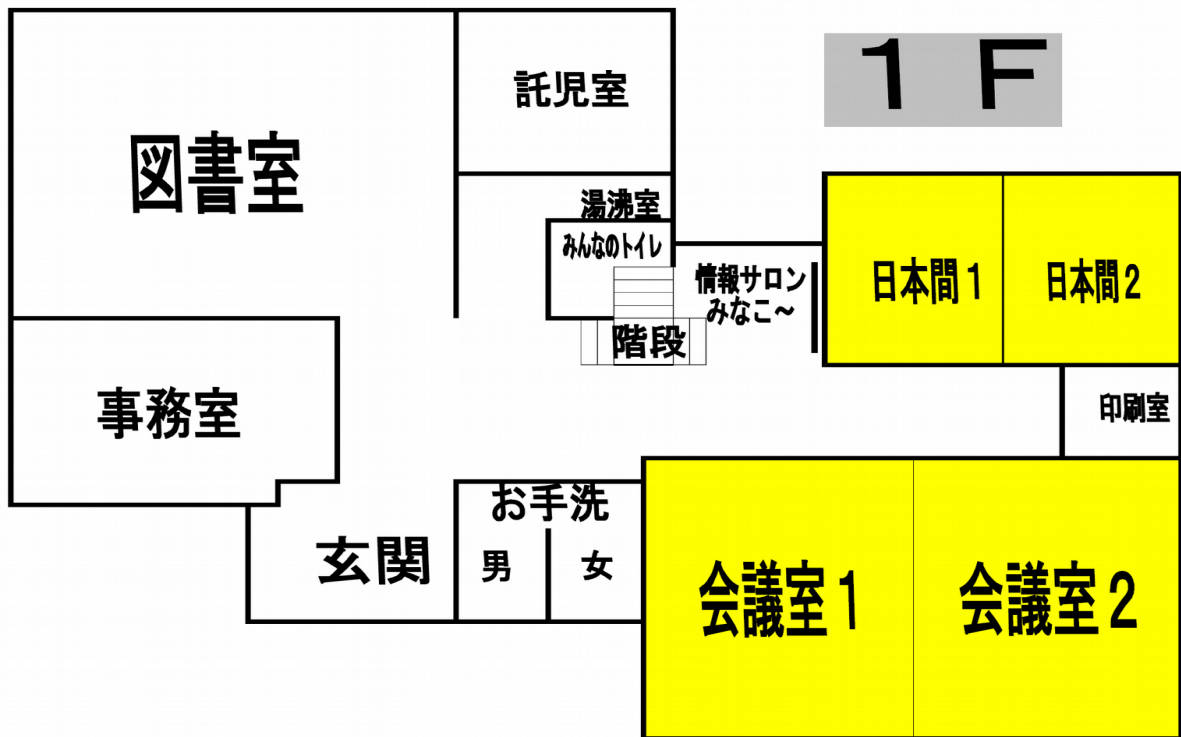 1 F
託児室
図書室
湯沸室
みんなのトイレ
情報サロン
みなこ～
日本間1
日本間2
階段
事務室
印刷室
お手洗
玄関
男
女
会議室1
会議室2